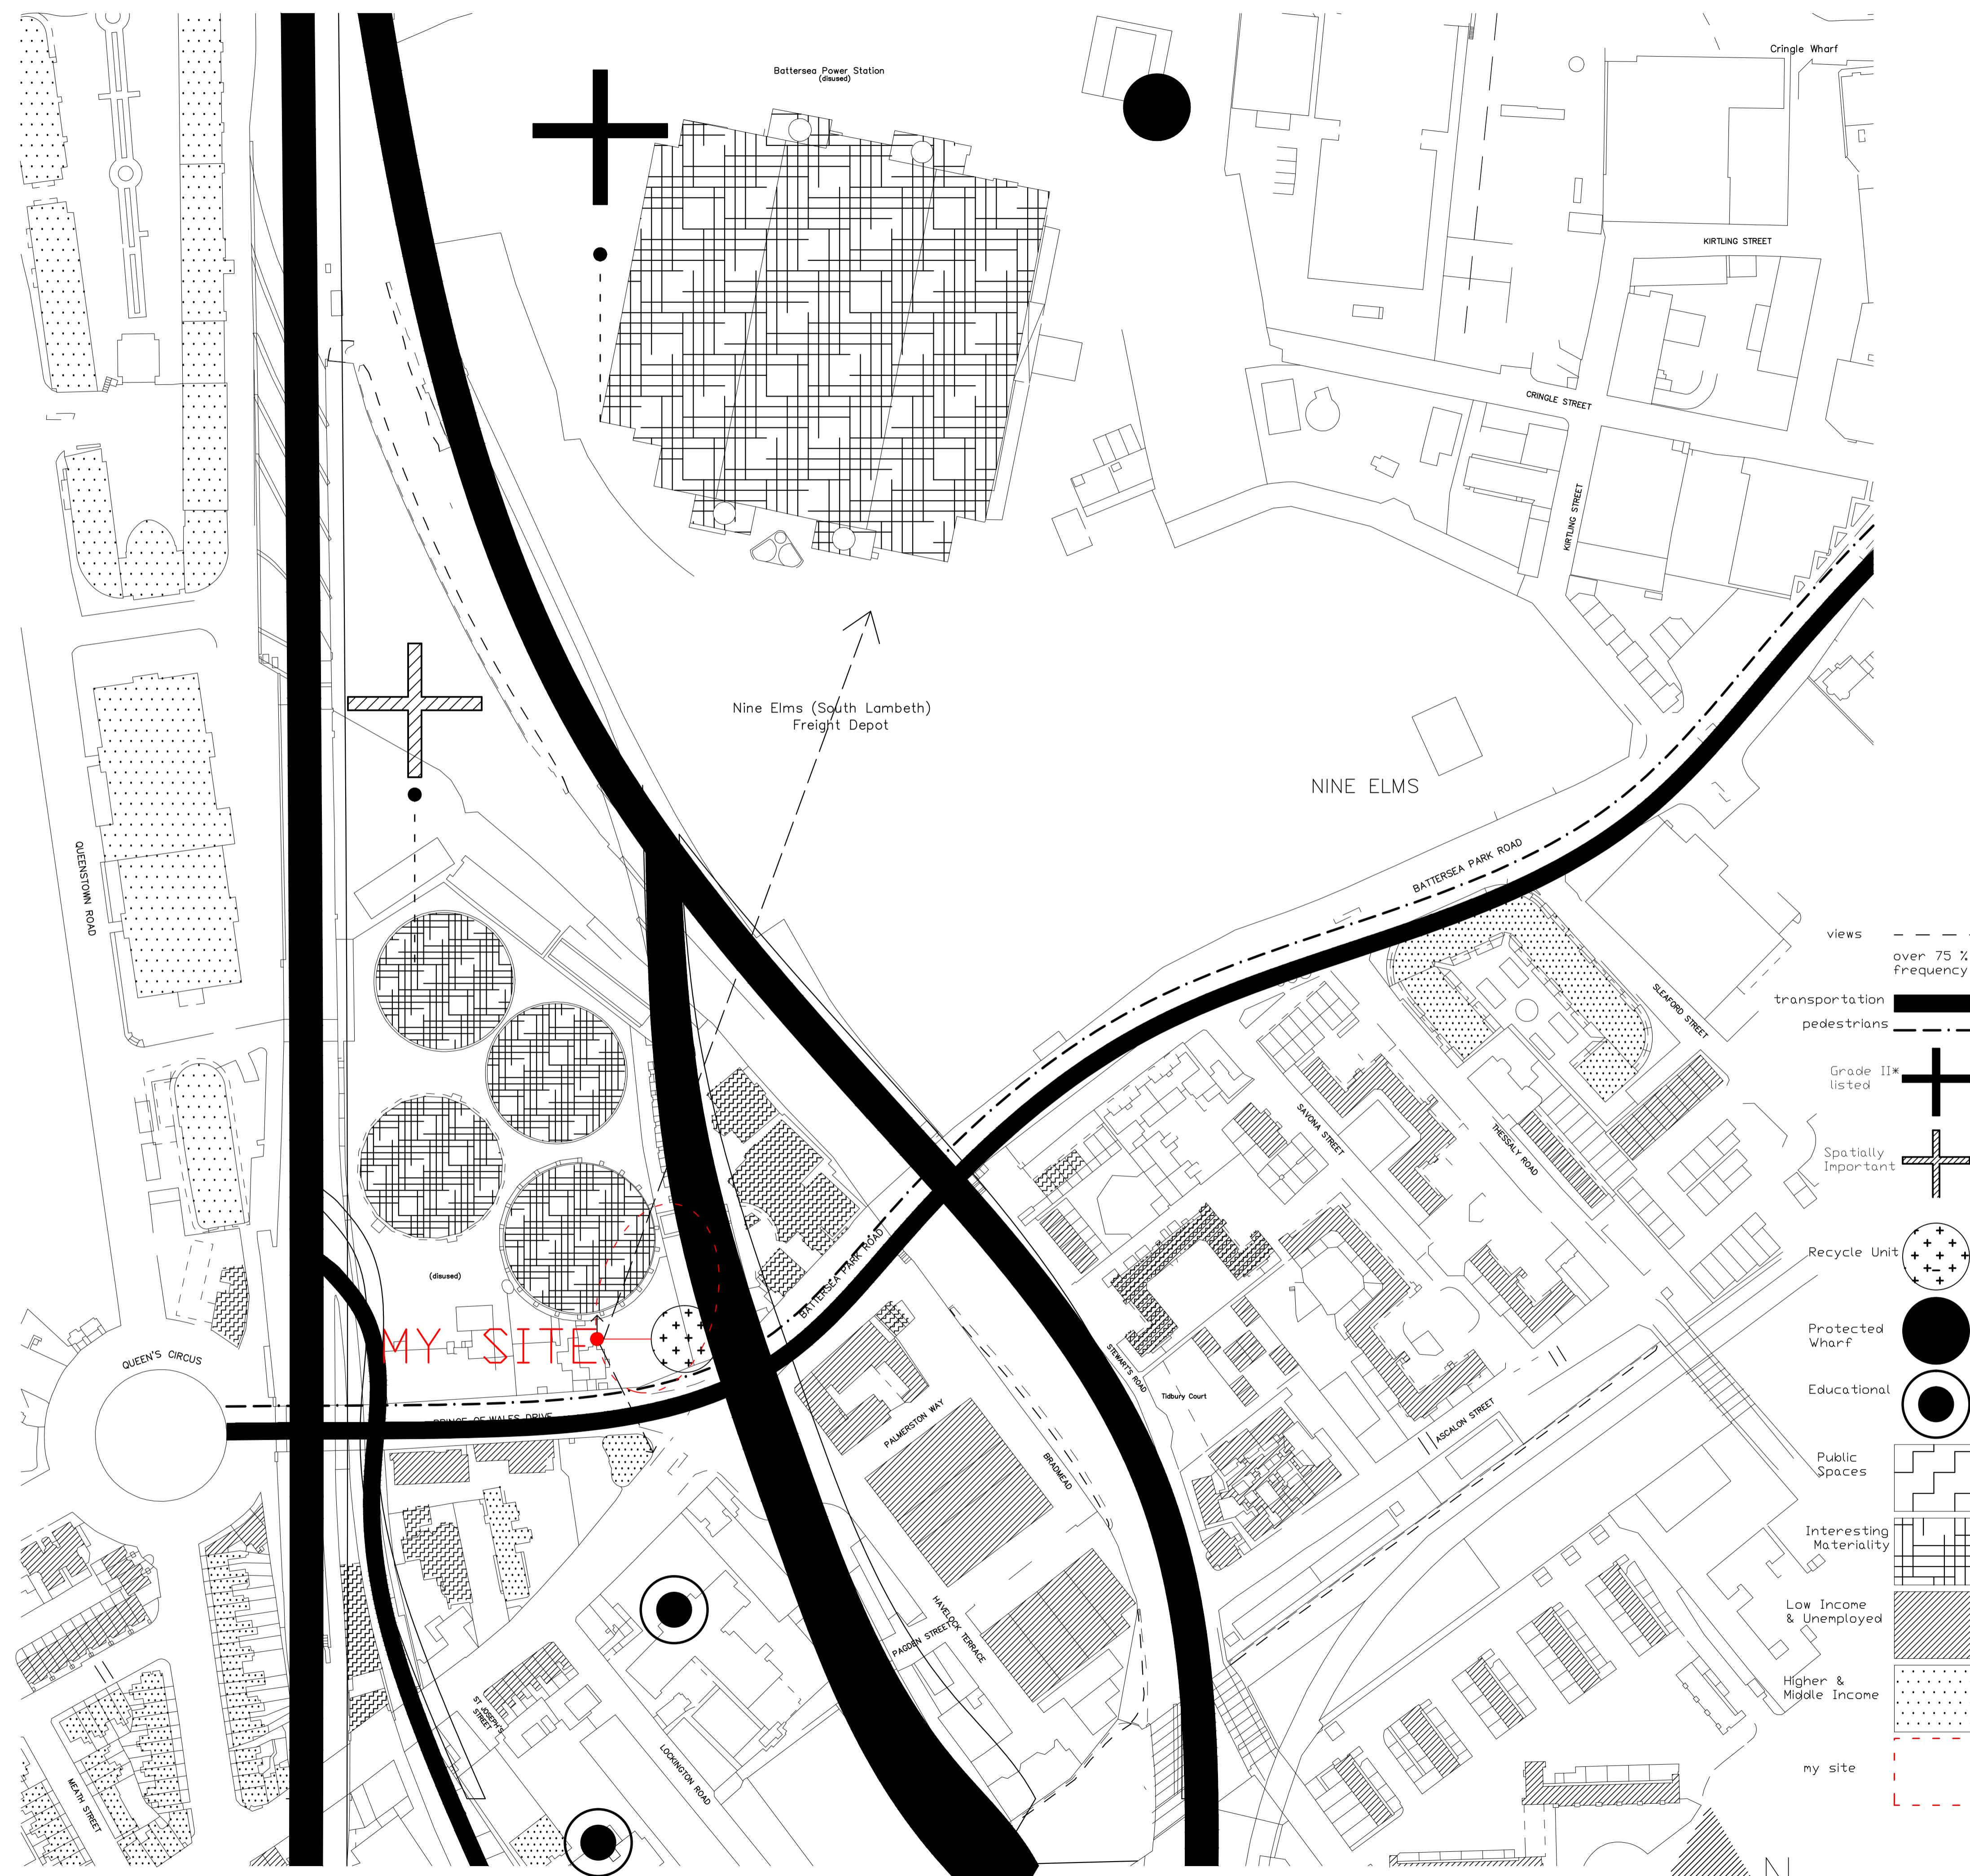 Battersea Power Station
(disused)
Cringle Wharf
KIRTLING STREET
CRINGLE STREET
KIRTLING STREET
Nine Elms (South Lambeth)
Freight Depot
NINE ELMS
QUEENSTOWN ROAD
BATTERSEA PARK ROAD
SLEAFORD STREET
SAVONA STREET
THESSALY ROAD
BATTERSEA PARK ROAD
(disused)
MY SITE
QUEEN'S CIRCUS
PRINCE OF WALES DRIVE
STEWART'S ROAD
Tidbury Court
PALMERSTON WAY
ASCALON STREET
BRADMEAD
HAVELOCK TERRACE
PAGDEN STREET
ST JOSEPH'S
STREET
LOCKINGTON ROAD
MEATH STREET
views
over 75 %
frequency
transportation
pedestrians
Grade II*
listed
Spatially
Important
Recycle Unit
Protected
Wharf
Educational
Public
Spaces
Interesting
Materiality
Low Income
& Unemployed
Higher &
Middle Income
my site
N